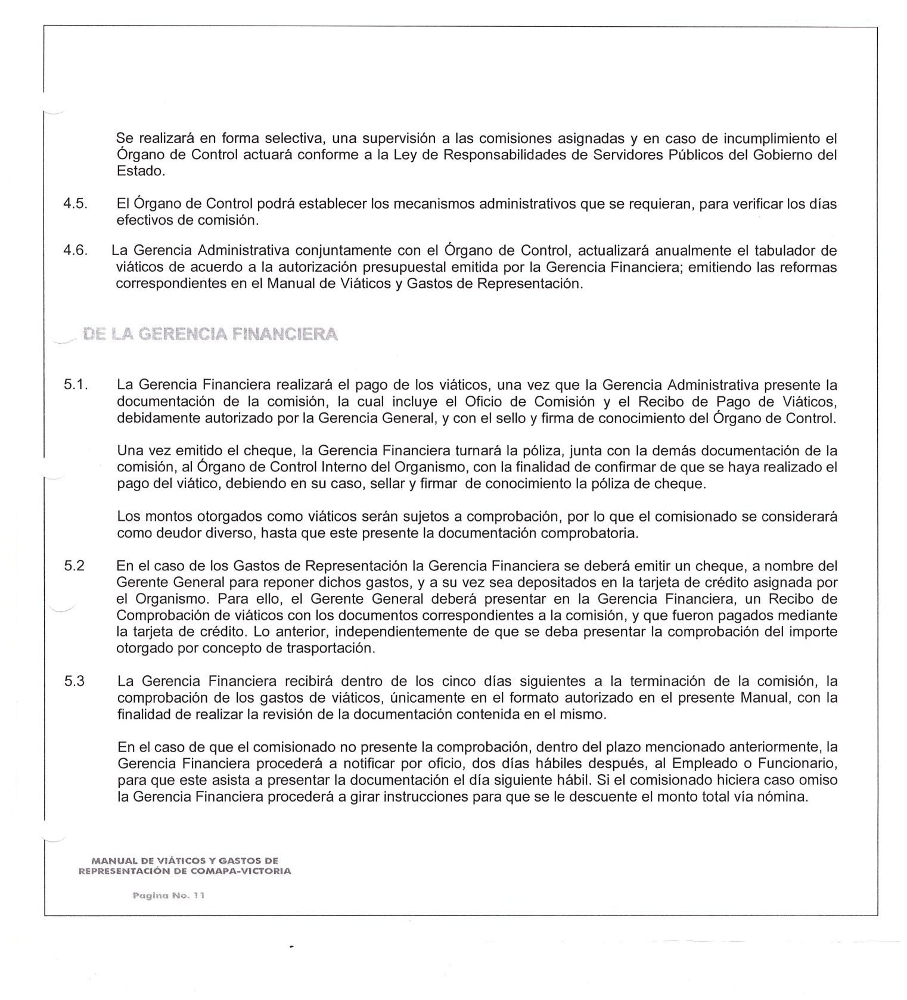 Se realizará en forma selectiva, una supervisión a las comisiones asignadas y en caso de incumplimiento el
Órgano de Control actuará conforme a la Ley de Responsabilidades de Servidores Públicos del Gobierno del
Estado.
4.5. El Órgano de Control podrá establecer los mecanismos administrativos que se requieran, para verificar los días
efectivos de comisión.
4.6. La Gerencia Administrativa conjuntamente con el Órgano de Control, actualizará anualmente el tabulador de
viáticos de acuerdo a la autorización presupuestal emitida por la Gerencia Financiera; emitiendo las reformas
correspondientes en el Manual de Viáticos y Gastos de Representación.
. DE LA GERENCIA FINANCIERA
5.1. La Gerencia Financiera realizará el pago de los viáticos, una vez que la Gerencia Administrativa presente la
documentación de la comisión, la cual incluye el Oficio de Comisión y el Recibo de Pago de Viáticos,
debidamente autorizado por la Gerencia General, y con el sello y firma de conocimiento del Órgano de Control.
Una vez emitido el cheque, la Gerencia Financiera turnará la póliza, junta con la demás documentación de la
comisión, al Órgano de Control Interno del Organismo, con la finalidad de confirmar de que se haya realizado el
pago del viático, debiendo en su caso, sellar y firmar de conocimiento la póliza de cheque.
Los montos otorgados como viáticos serán sujetos a comprobación, por lo que el comisionado se considerará
como deudor diverso, hasta que este presente la documentación comprobatoria.
5.2 En el caso de los Gastos de Representación la Gerencia Financiera se deberá emitir un cheque, a nombre del
Gerente General para reponer dichos gastos, y a su vez sea depositados en la tarjeta de crédito asignada por
el Organismo. Para ello, el Gerente General deberá presentar en la Gerencia Financiera, un Recibo de
Comprobación de viáticos con los documentos correspondientes a la comisión, y que fueron pagados mediante
la tarjeta de crédito. Lo anterior, independientemente de que se deba presentar la comprobación del importe
otorgado por concepto de trasportación.
5.3 La Gerencia Financiera recibirá dentro de los cinco días siguientes a la terminación de la comisión, la
comprobación de los gastos de viáticos, únicamente en el formato autorizado en el presente Manual, con la
finalidad de realizar la revisión de la documentación contenida en el mismo.
En el caso de que el comisionado no presente la comprobación, dentro del plazo mencionado anteriormente, la
Gerencia Financiera procederá a notificar por oficio, dos días hábiles después, al Empleado o Funcionario,
para que este asista a presentar la documentación el día siguiente hábil. Si el comisionado hiciera caso omiso
la Gerencia Financiera procederá a girar instrucciones para que se le descuente el monto total vía nómina.
MANUAL DE VIÁTICOS Y GASTOS DE
REPRESENTACIÓN DE COMAPA-VICTORIA
Pagina No. 11